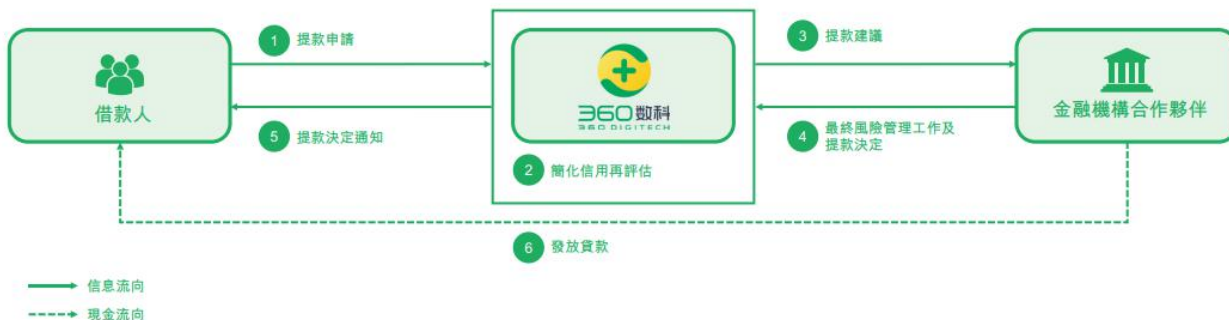 1 提款申請
3 提款建議
借款人
360数科
360 DIGITECH
金融機構合作夥伴
5 提款決定通知
4 最終風險管理工作及
提款決定
2 簡化信用再評估
6 發放貸款
信息流向
現金流向